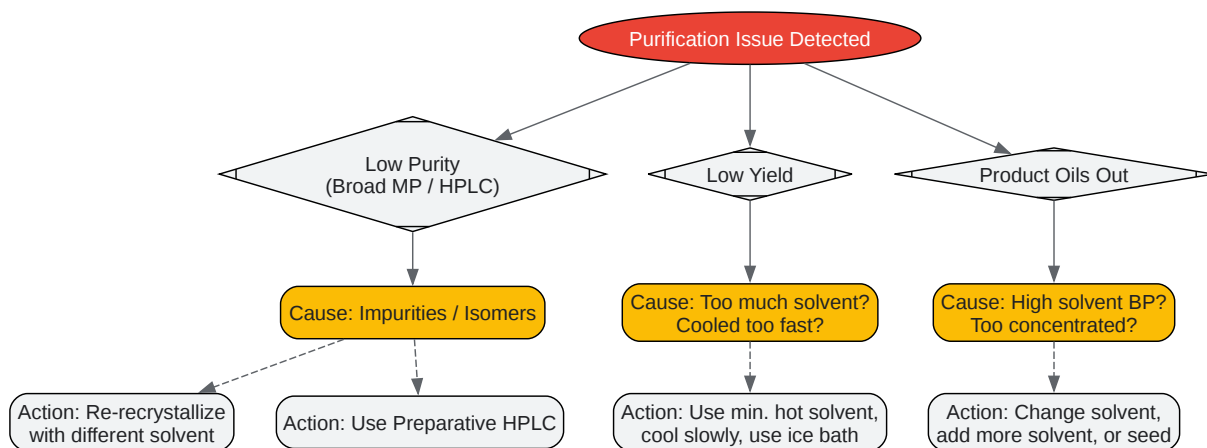 Purification Issue Detected
Low Purity
(Broad MP / HPLC)
Low Yield
Product Oils Out
Cause: Impurities / Isomers
Cause: Too much solvent?
Cooled too fast?
Cause: High solvent BP?
Too concentrated?
Action: Re-recrystallize
with different solvent
Action: Use Preparative HPLC
Action: Use min. hot solvent,
cool slowly, use ice bath
Action: Change solvent,
add more solvent, or seed